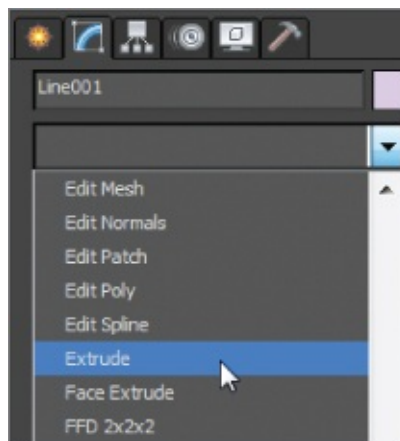 Line001
Edit Mesh
Edit Normals
Edit Patch
Edit Poly
Edit Spline
Extrude
Face Extrude
FFD 2x2x2